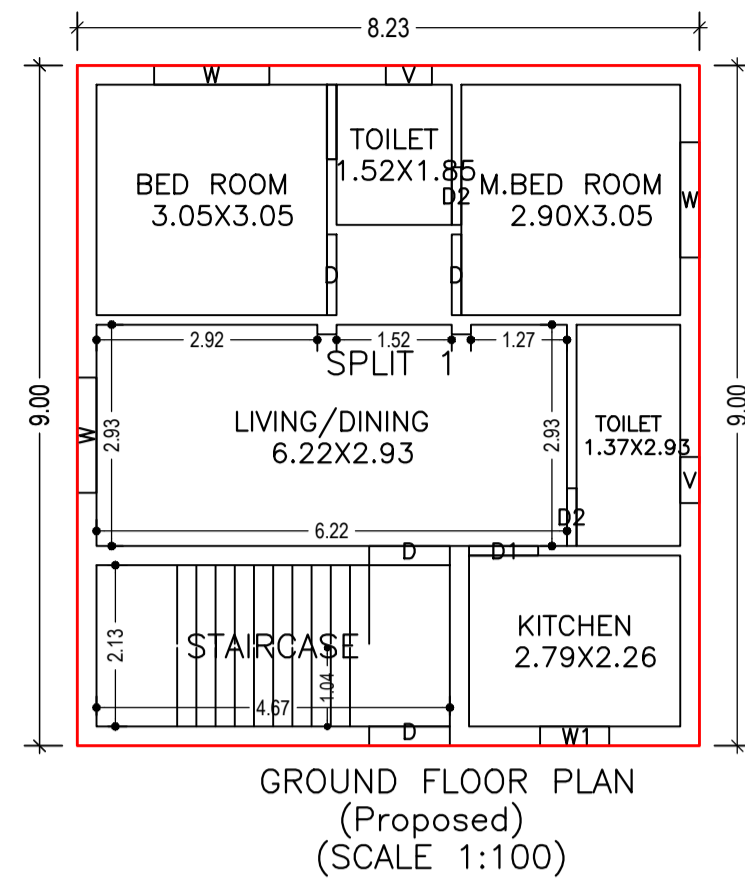 8.23
W
V
TOILET
1.52X1.85
BED ROOM
3.05X3.05
D2
M.BED ROOM
2.90X3.05
W
D
D
2.92
1.52
1.27
SPLIT 1
9.00
9.00
W
2.93
LIVING/DINING
6.22X2.93
2.93
TOILET
1.37X2.93
V
6.22
D2
D
D1
2.13
STAIRCASE
1.04
4.67
KITCHEN
2.79X2.26
D
W1
GROUND FLOOR PLAN
(Proposed)
(SCALE 1:100)